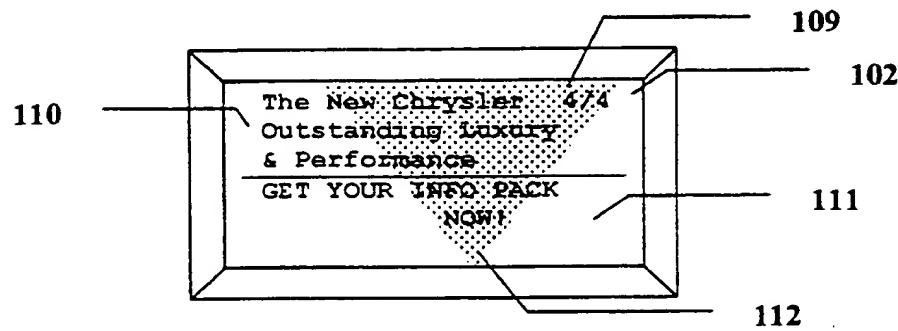 109
102
110
The New Chrysler 4/4
Outstanding Luxury
& Performance
GET YOUR INFO PACK
NOW!
111
112